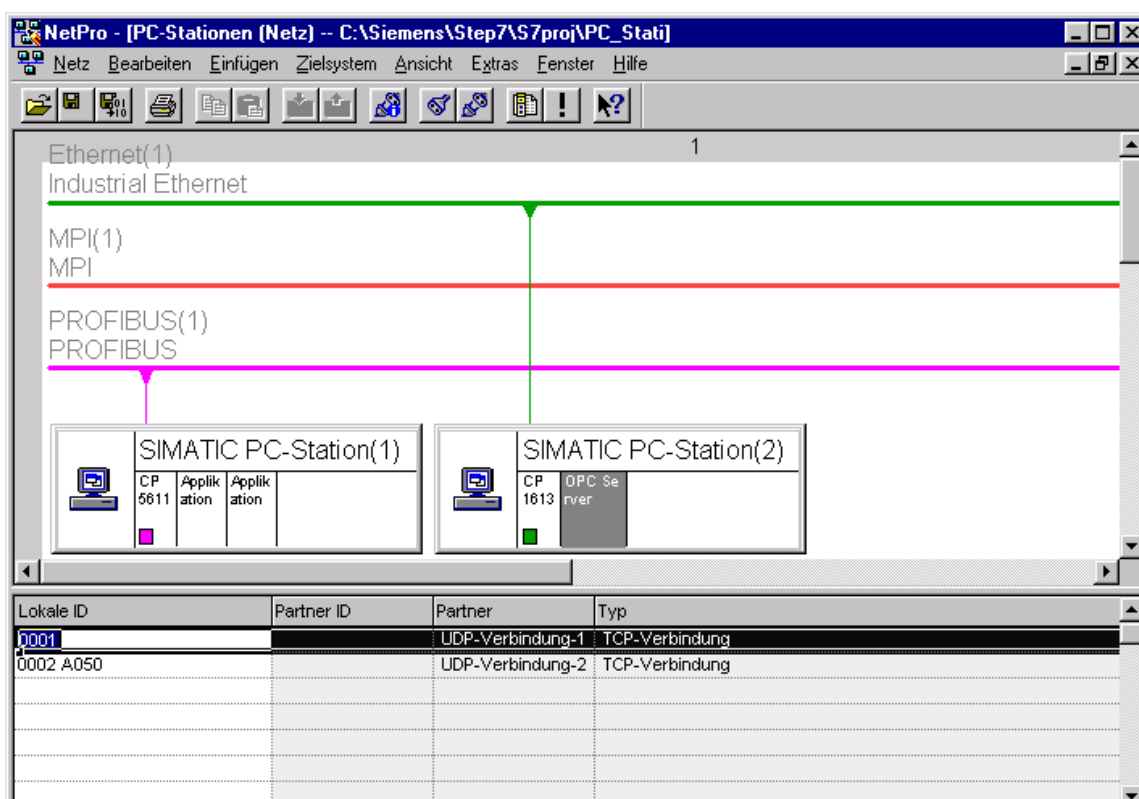 NetPro - [PC-Stationen (Netz) -- C:\Siemens\Step7\S7proj\PC_Stati]
Netz Bearbeiten Einfügen Zielsystem Ansicht Extras Fenster Hilfe
1
Ethernet(1)
Industrial Ethernet
MPI(1)
MPI
PROFIBUS(1)
PROFIBUS
SIMATIC PC-Station(1)
CP Applik Applik
5611 ation ation
SIMATIC PC-Station(2)
CP OPC Se
1613 rver
Lokale ID Partner ID Partner Typ
0001 UDP-Verbindung-1 TCP-Verbindung
0002 A050 UDP-Verbindung-2 TCP-Verbindung